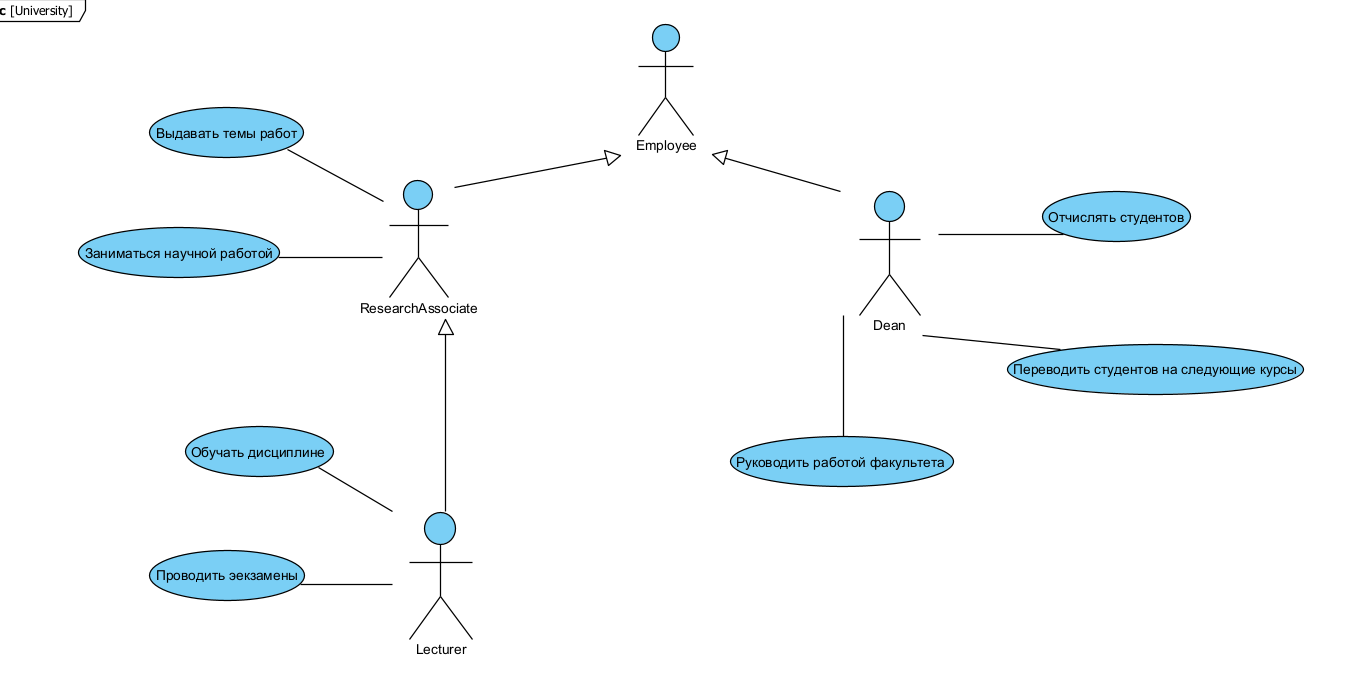 c [University]
Employee
Выдавать темы работ
Отчислять студентов
Заниматься научной работой
ResearchAssociate
Dean
Переводить студентов на следующие курсы
Обучать дисциплине
Руководить работой факультета
Проводить эекзамены
Lecturer